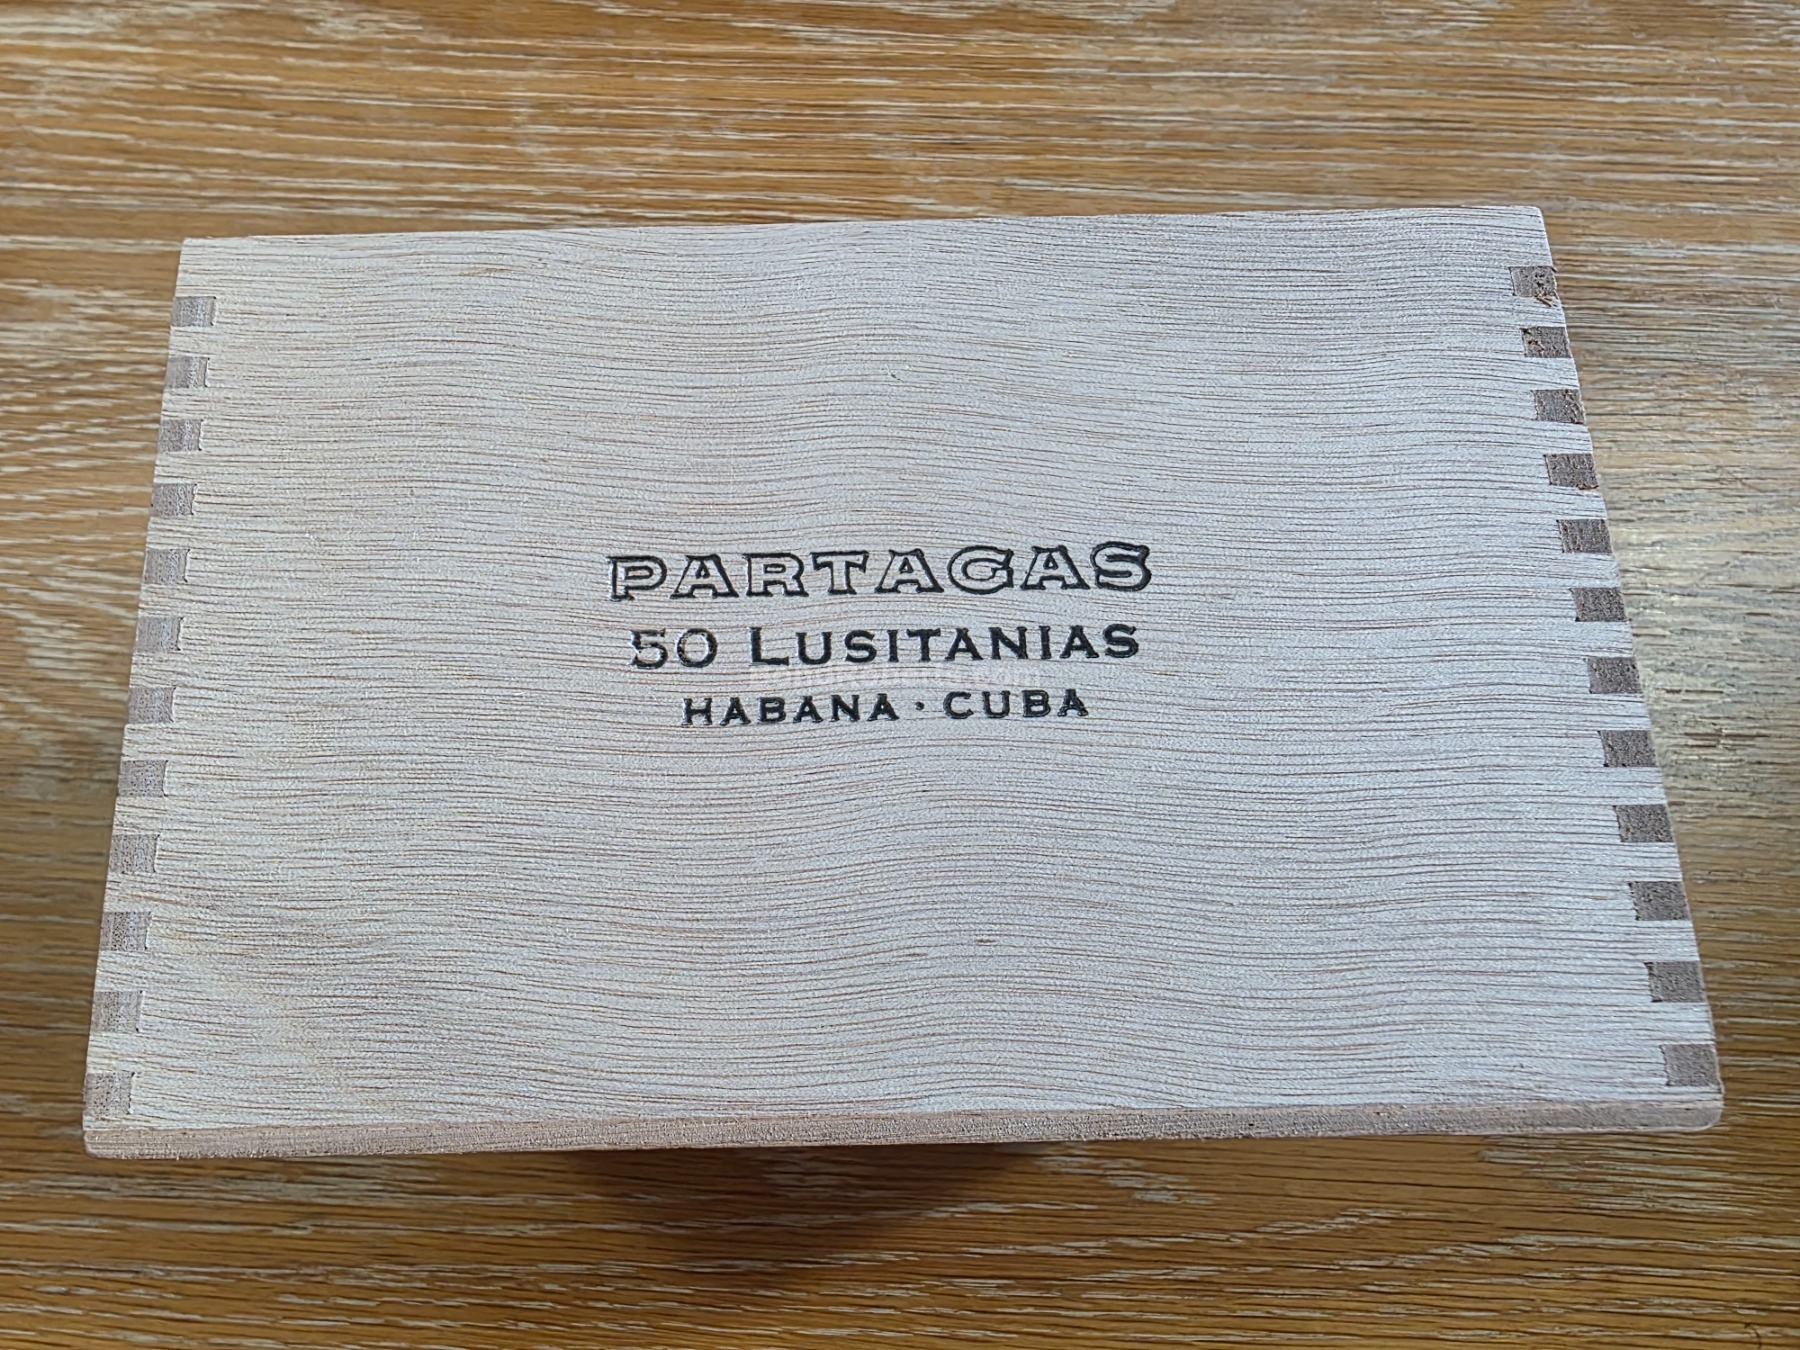 PARTAGAS
50 LUSITANIAS
HABANA · CUBA